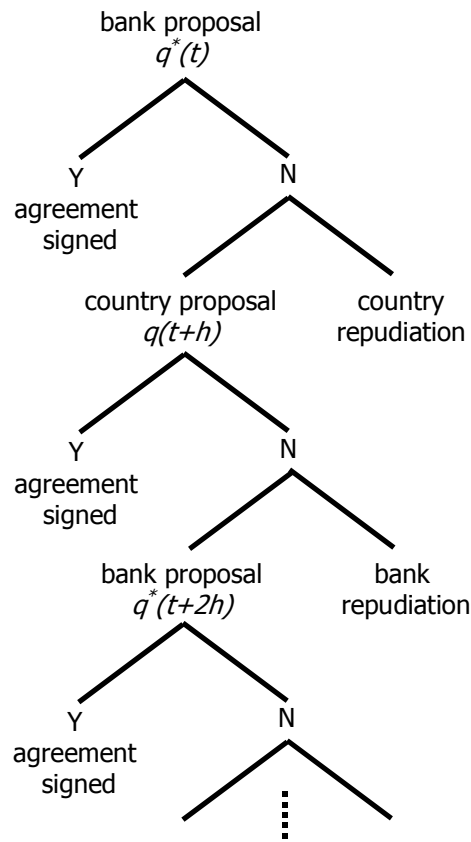 bank proposal
q*(t)
Y
N
agreement
signed
country proposal
q(t+h)
country
repudiation
Y
N
agreement
signed
bank proposal
q*(t+2h)
bank
repudiation
Y
N
agreement
signed